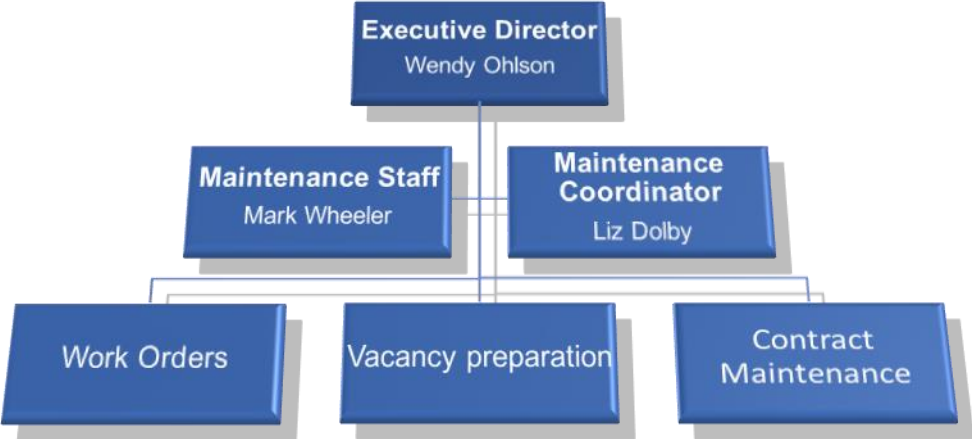 Executive Director
Wendy Ohlson
Maintenance Staff
Mark Wheeler
Maintenance
Coordinator
Liz Dolby
Work Orders
Vacancy preparation
Contract
Maintenance